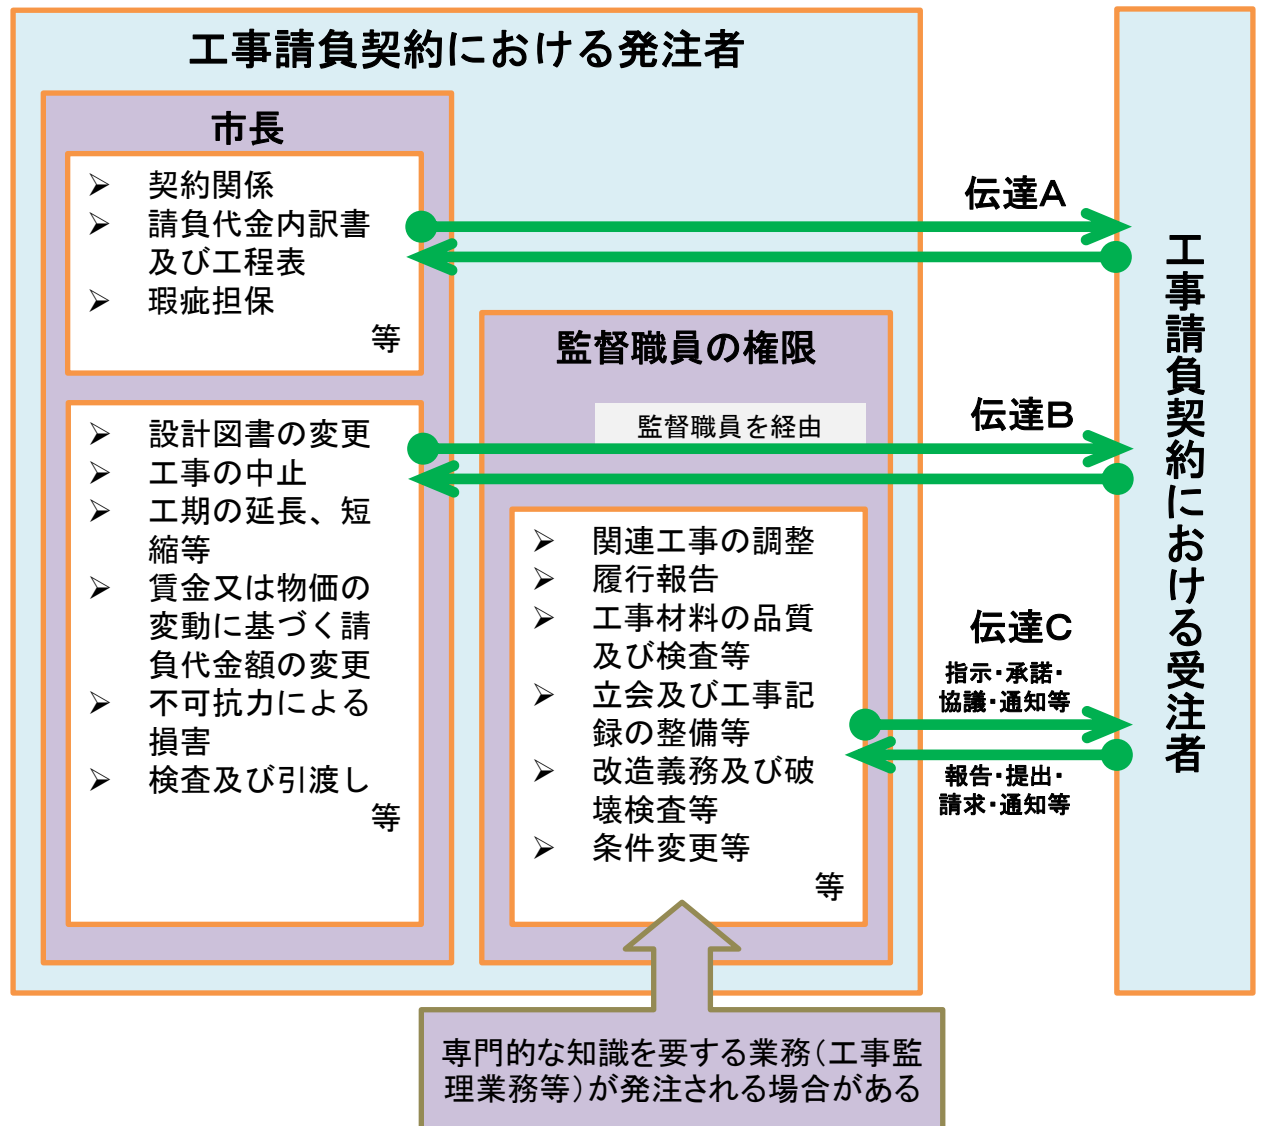 工事請負契約における発注者
市長
➢ 契約関係
➢ 請負代金内訳書
及び工程表
➢ 瑕疵担保
等
➢ 設計図書の変更
➢ 工事の中止
➢ 工期の延長、短
縮等
➢ 賃金又は物価の
変動に基づく請
負代金額の変更
➢ 不可抗力による
損害
➢ 検査及び引渡し
等
監督職員の権限
監督職員を経由
➢ 関連工事の調整
➢ 履行報告
➢ 工事材料の品質
及び検査等
➢ 立会及び工事記
録の整備等
➢ 改造義務及び破
壊検査等
➢ 条件変更等
等
伝達A
伝達B
伝達C
指示・承諾・
協議・通知等
報告・提出・
請求・通知等
工事請負契約における受注者
専門的な知識を要する業務(工事監
理業務等)が発注される場合がある